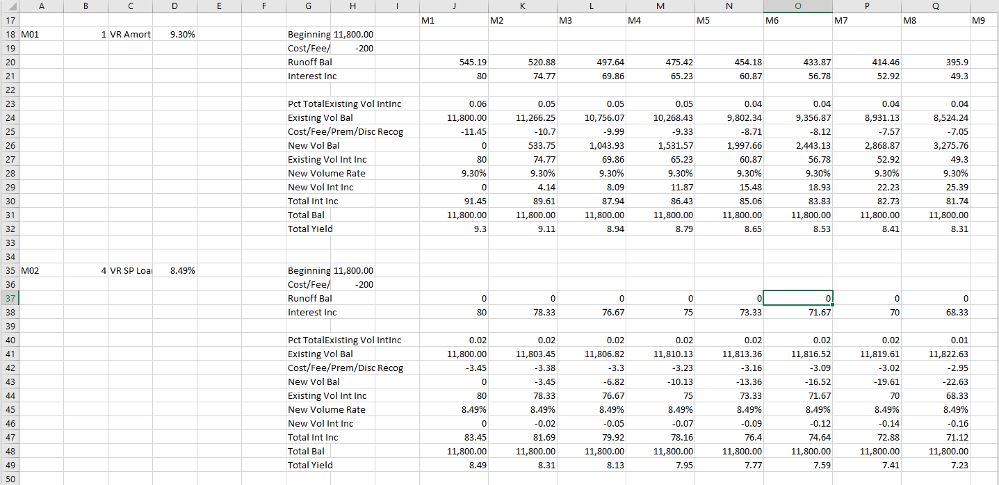 A B C D E F G H I J K L M N O P Q
17 M1 M2 M3 M4 M5 M6 M7 M8 M9
18 M01 1 VR Amort 9.30% Beginning 11,800.00
19 Cost/Fee/ -200
20 Runoff Bal 545.19 520.88 497.64 475.42 454.18 433.87 414.46 395.9
21 Interest Inc 80 74.77 69.86 65.23 60.87 56.78 52.92 49.3
22
23 Pct TotalExisting Vol IntInc 0.06 0.05 0.05 0.05 0.04 0.04 0.04 0.04
24 Existing Vol Bal 11,800.00 11,266.25 10,756.07 10,268.43 9,802.34 9,356.87 8,931.13 8,524.24
25 Cost/Fee/Prem/Disc Recog -11.45 -10.7 -9.99 -9.33 -8.71 -8.12 -7.57 -7.05
26 New Vol Bal 0 533.75 1,043.93 1,531.57 1,997.66 2,443.13 2,868.87 3,275.76
27 Existing Vol Int Inc 80 74.77 69.86 65.23 60.87 56.78 52.92 49.3
28 New Volume Rate 9.30% 9.30% 9.30% 9.30% 9.30% 9.30% 9.30% 9.30%
29 New Vol Int Inc 0 4.14 8.09 11.87 15.48 18.93 22.23 25.39
30 Total Int Inc 91.45 89.61 87.94 86.43 85.06 83.83 82.73 81.74
31 Total Bal 11,800.00 11,800.00 11,800.00 11,800.00 11,800.00 11,800.00 11,800.00 11,800.00
32 Total Yield 9.3 9.11 8.94 8.79 8.65 8.53 8.41 8.31
33
34
35 M02 4 VR SP Loa 8.49% Beginning 11,800.00
36 Cost/Fee/ -200
37 Runoff Bal 0 0 0 0 0 0 0 0
38 Interest Inc 80 78.33 76.67 75 73.33 71.67 70 68.33
39
40 Pct TotalExisting Vol IntInc 0.02 0.02 0.02 0.02 0.02 0.02 0.02 0.01
41 Existing Vol Bal 11,800.00 11,803.45 11,806.82 11,810.13 11,813.36 11,816.52 11,819.61 11,822.63
42 Cost/Fee/Prem/Disc Recog -3.45 -3.38 -3.3 -3.23 -3.16 -3.09 -3.02 -2.95
43 New Vol Bal 0 -3.45 -6.82 -10.13 -13.36 -16.52 -19.61 -22.63
44 Existing Vol Int Inc 80 78.33 76.67 75 73.33 71.67 70 68.33
45 New Volume Rate 8.49% 8.49% 8.49% 8.49% 8.49% 8.49% 8.49% 8.49%
46 New Vol Int Inc 0 -0.02 -0.05 -0.07 -0.09 -0.12 -0.14 -0.16
47 Total Int Inc 83.45 81.69 79.92 78.16 76.4 74.64 72.88 71.12
48 Total Bal 11,800.00 11,800.00 11,800.00 11,800.00 11,800.00 11,800.00 11,800.00 11,800.00
49 Total Yield 8.49 8.31 8.13 7.95 7.77 7.59 7.41 7.23
50